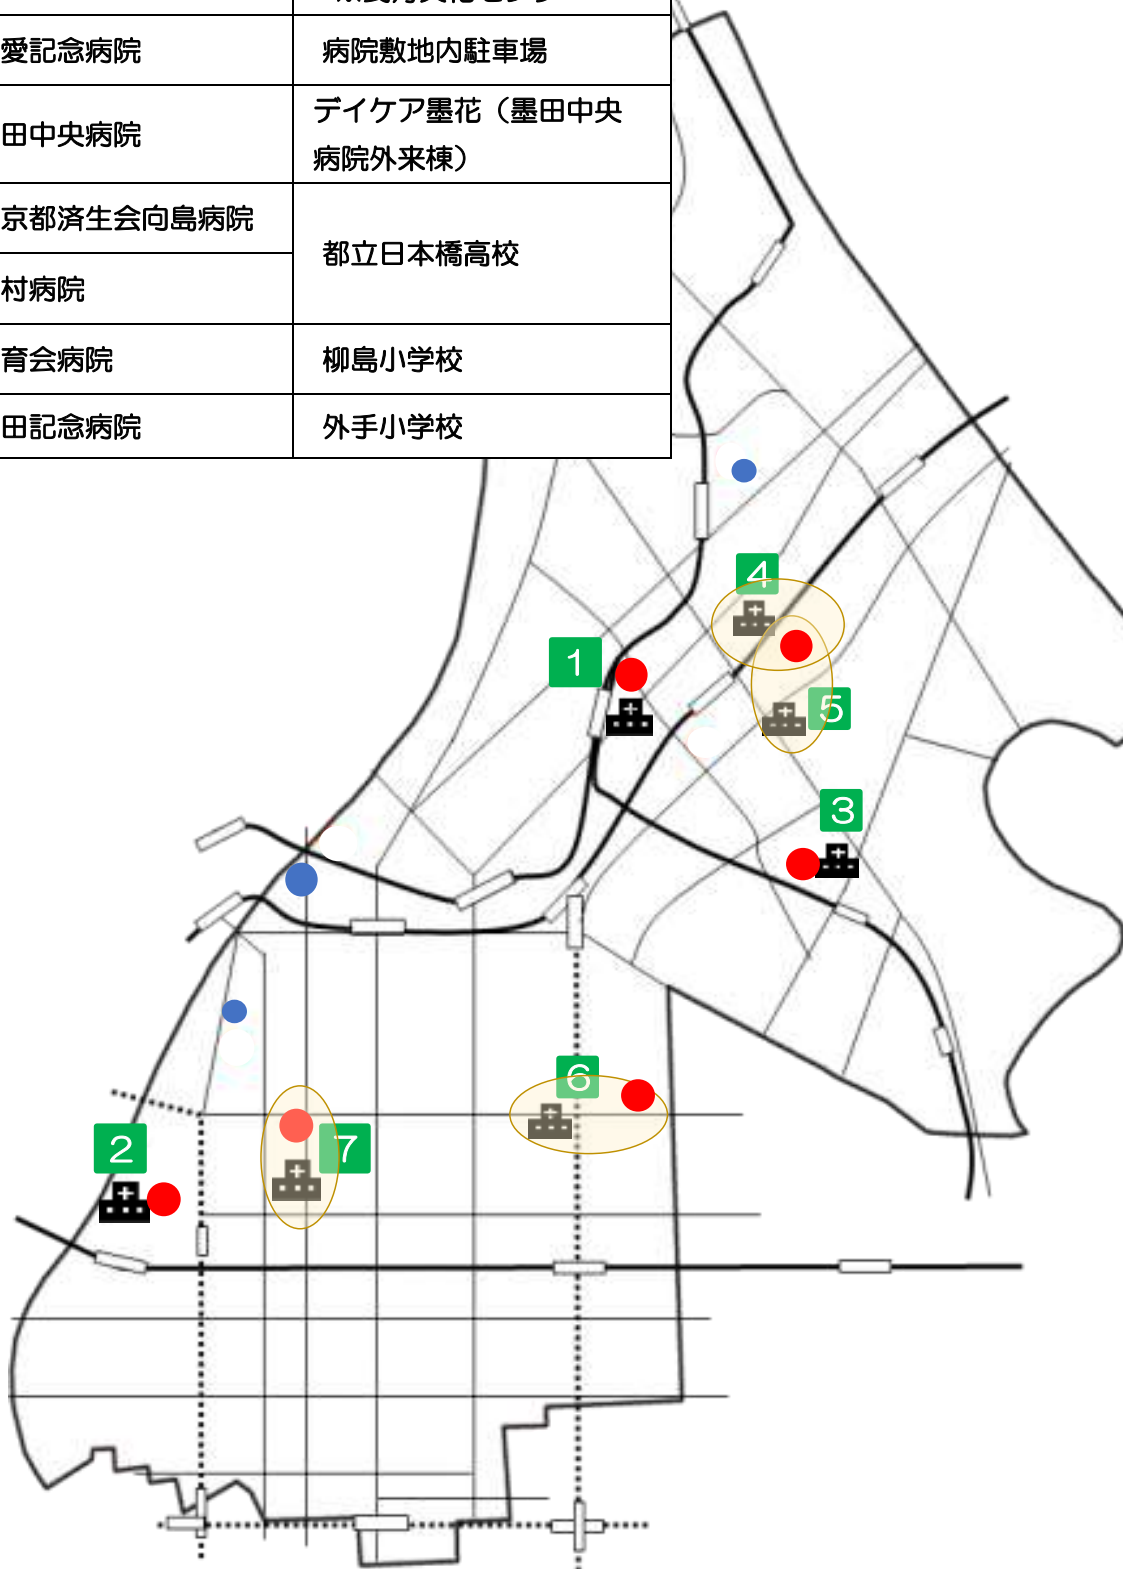 愛記念病院 病院敷地内駐車場
田中央病院 デイケア墨花（墨田中央
病院外来棟）
京都済生会向島病院 都立日本橋高校
村病院
育会病院 柳島小学校
田記念病院 外手小学校
4
1
5
3
6
2
7